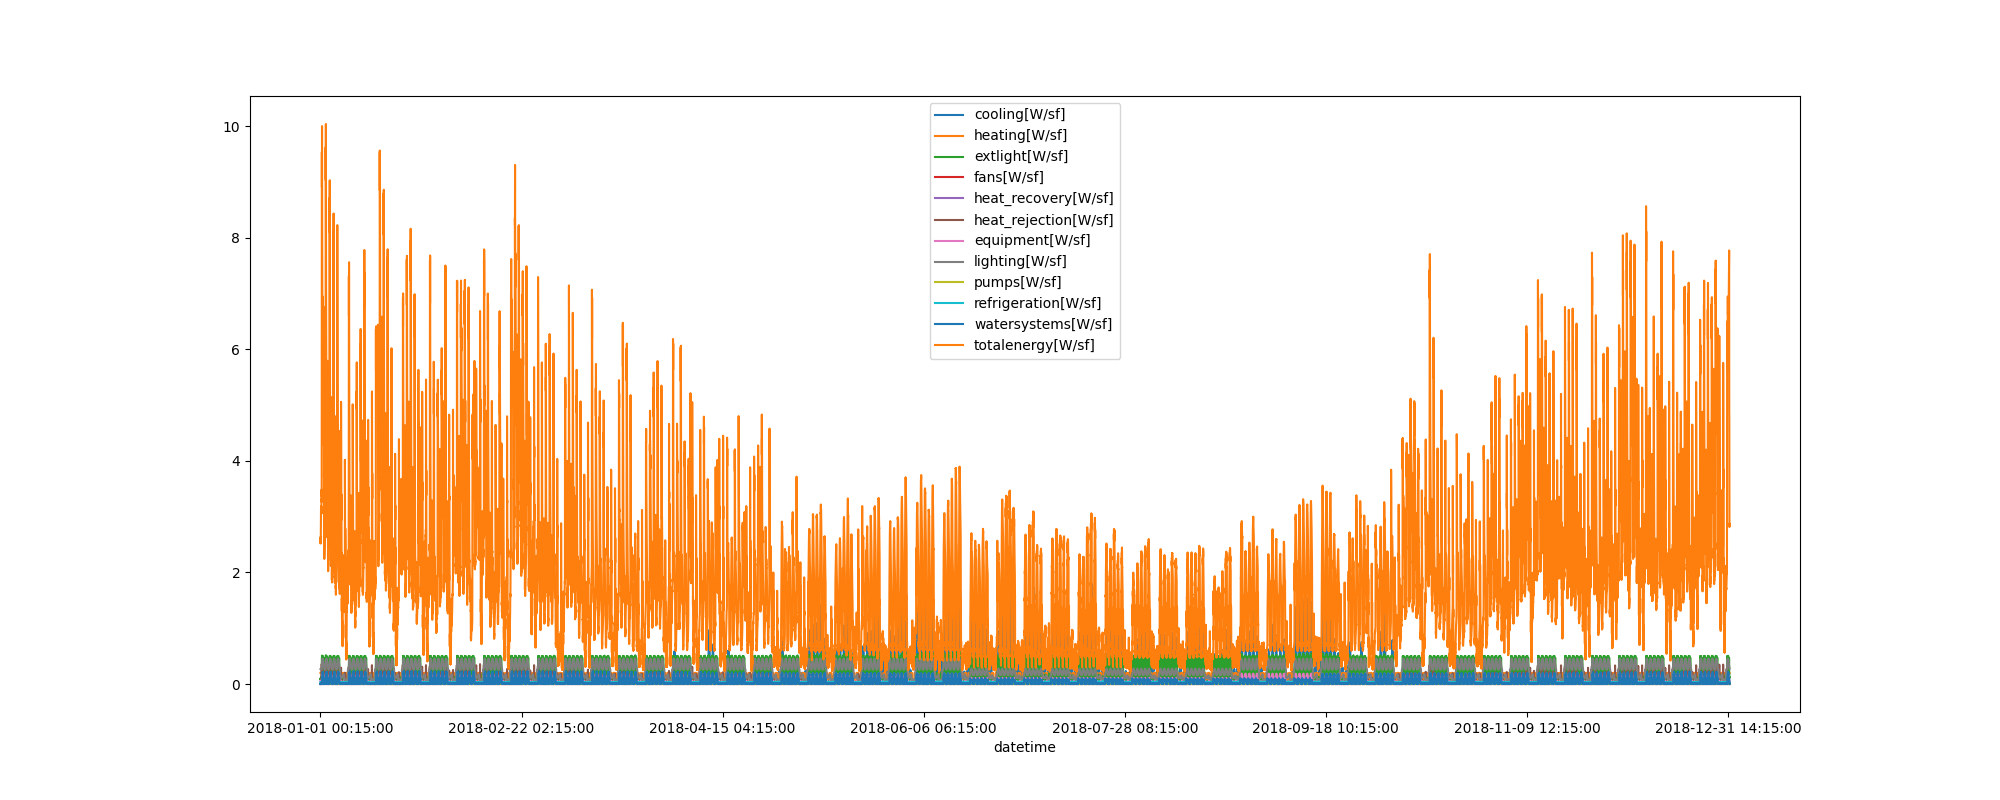 cooling[W/sf]
heating[W/sf]
extlight[W/sf]
fans[W/sf]
heat_recovery[W/sf]
heat_rejection[W/sf]
equipment[W/sf]
lighting[W/sf]
pumps[W/sf]
refrigeration[W/sf]
watersystems[W/sf]
totalenergy[W/sf]
10
8
6
4
2
0
2018-01-01 00:15:00 2018-02-22 02:15:00 2018-04-15 04:15:00 2018-06-06 06:15:00 2018-07-28 08:15:00 2018-09-18 10:15:00 2018-11-09 12:15:00 2018-12-31 14:15:00
datetime